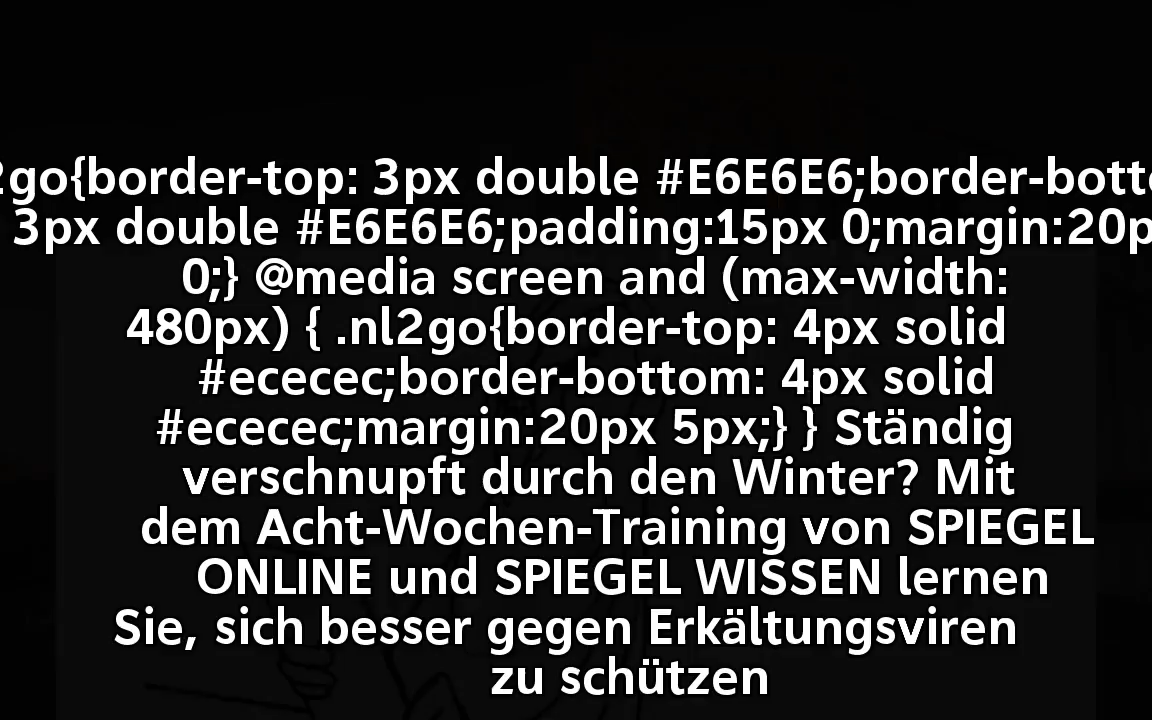 2go{border-top: 3px double #E6E6E6;border-botto
3px double #E6E6E6;padding:15px 0;margin:20p
0;} @media screen and (max-width:
480px) { .nl2go{border-top: 4px solid
#ececec;border-bottom: 4px solid
#ececec;margin:20px 5px;} } Ständig
verschnupft durch den Winter? Mit
dem Acht-Wochen-Training von SPIEGEL
ONLINE und SPIEGEL WISSEN lernen
Sie, sich besser gegen Erkältungsviren
zu schützen